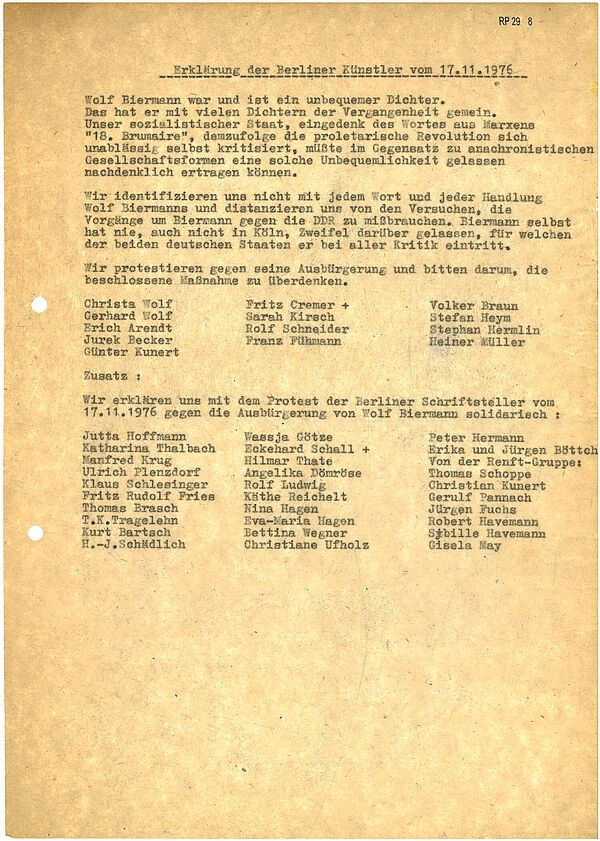 RP 29 8
Erklärung der Berliner Künstler vom 17.11.1976
Wolf Biermann war und ist ein unbequemer Dichter.
Das hat er mit vielen Dichtern der Vergangenheit gemein.
Unser sozialistischer Staat, eingedenk des Wortes aus Marxens
"18. Brumaire", demzufolge die proletarische Revolution sich
unablässig selbst kritisiert, müßte im Gegensatz zu anachronistischen
Gesellschaftsformen eine solche Unbequemlichkeit gelassen
nachdenklich ertragen können.
Wir identifizieren uns nicht mit jedem Wort und jeder Handlung
Wolf Biermanns und distanzieren uns von den Versuchen, die
Vorgänge um Biermann gegen die DDR zu mißbrauchen. Biermann selbst
hat nie, auch nicht in Köln, Zweifel darüber gelassen, für welchen
der beiden deutschen Staaten er bei aller Kritik eintritt.
Wir protestieren gegen seine Ausbürgerung und bitten darum, die
beschlossene Maßnahme zu überdenken.
Christa Wolf Fritz Cremer + Volker Braun
Gerhard Wolf Sarah Kirsch Stefan Heym
Erich Arendt Rolf Schneider Stephan Hermlin
Jurek Becker Franz Fühmann Heiner Müller
Günter Kunert
Zusatz :
Wir erklären uns mit dem Protest der Berliner Schriftsteller vom
17.11.1976 gegen die Ausbürgerung von Wolf Biermann solidarisch :
Jutta Hoffmann Wassja Götze Peter Hermann
Katharina Thalbach Eckehard Schall + Erika und Jürgen Böttch
Manfred Krug Hilmar Thate Von der Renft-Gruppe:
Ulrich Plenzdorf Angelika Dömröse Thomas Schoppe
Klaus Schlesinger Rolf Ludwig Christian Kunert
Fritz Rudolf Fries Käthe Reichelt Gerulf Pannach
Thomas Brasch Nina Hagen Jürgen Fuchs
T.K.Tragelehn Eva-Maria Hagen Robert Havemann
Kurt Bartsch Bettina Wegner Sybille Havemann
H.-J.Schädlich Christiane Ufholz Gisela May